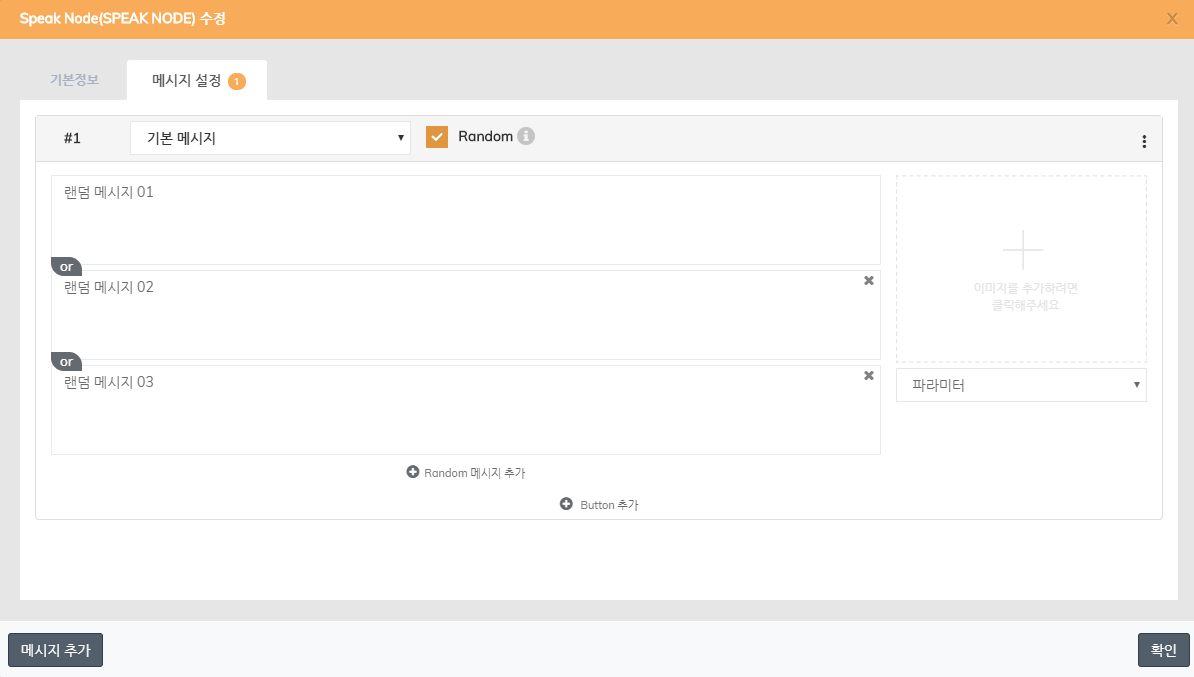 Speak Node(SPEAK NODE) 수정
X
기본정보
메시지 설정 1
#1
기본 메시지
Random
랜덤 메시지 01
or
랜덤 메시지 02
or
랜덤 메시지 03
이미지를 추가하려면
클릭해주세요.
파라미터
Random 메시지 추가
Button 추가
메시지 추가
확인